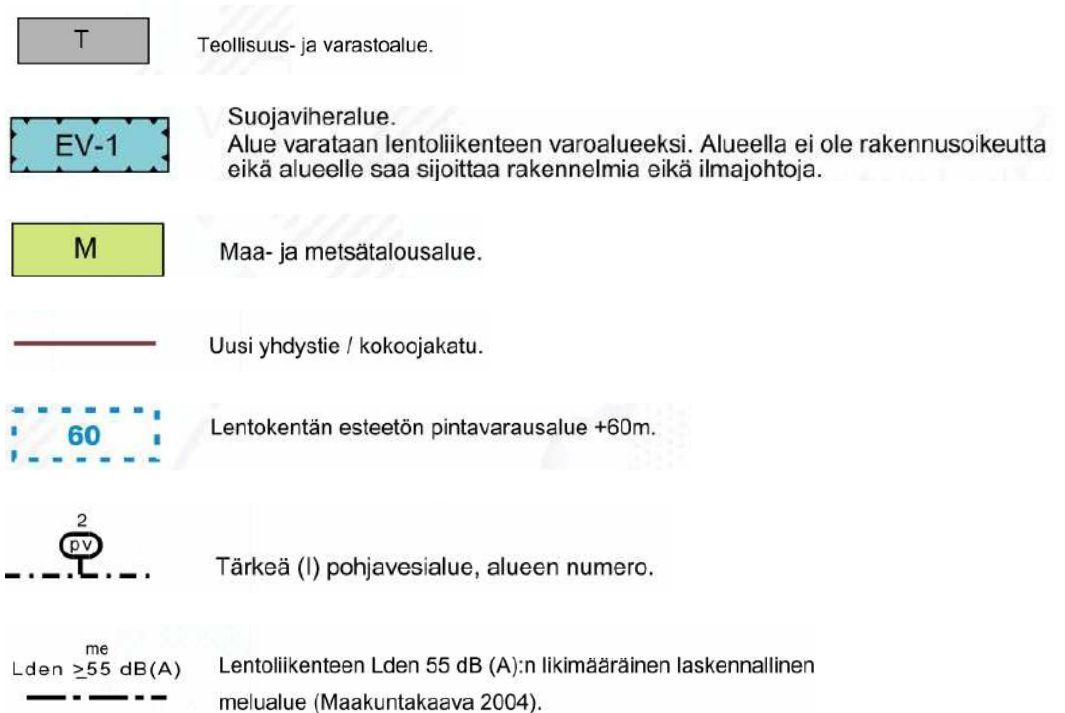 T Teollisuus- ja varastoalue.
Suojaviheralue.
EV-1 Alue varataan lentoliikenteen varoalueeksi. Alueella ei ole rakennusoikeutta
eikä alueelle saa sijoittaa rakennelmia eikä ilmajohtoja.
M Maa- ja metsätalousalue.
Uusi yhdystie / kokoojakatu.
60 Lentokentän esteetön pintavarausalue +60m.
2
pv
Tärkeä (I) pohjavesialue, alueen numero.
me
Lden ≥55 dB(A) Lentoliikenteen Lden 55 dB (A):n likimääräinen laskennallinen
melualue (Maakuntakaava 2004).